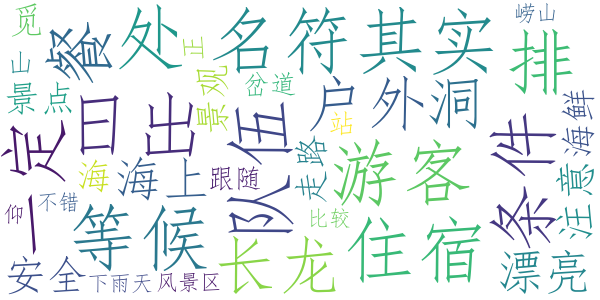 觅 餐 处 名符其实 崂山
山 正 排
景点 景观 岔道 户外 洞
一定 日 出 队伍 站 条件 海鲜
海 海上 跟随 走路 游客 注意
仰 不错 等候 比较 住宿
安全 下雨天 风景区 长龙 漂亮